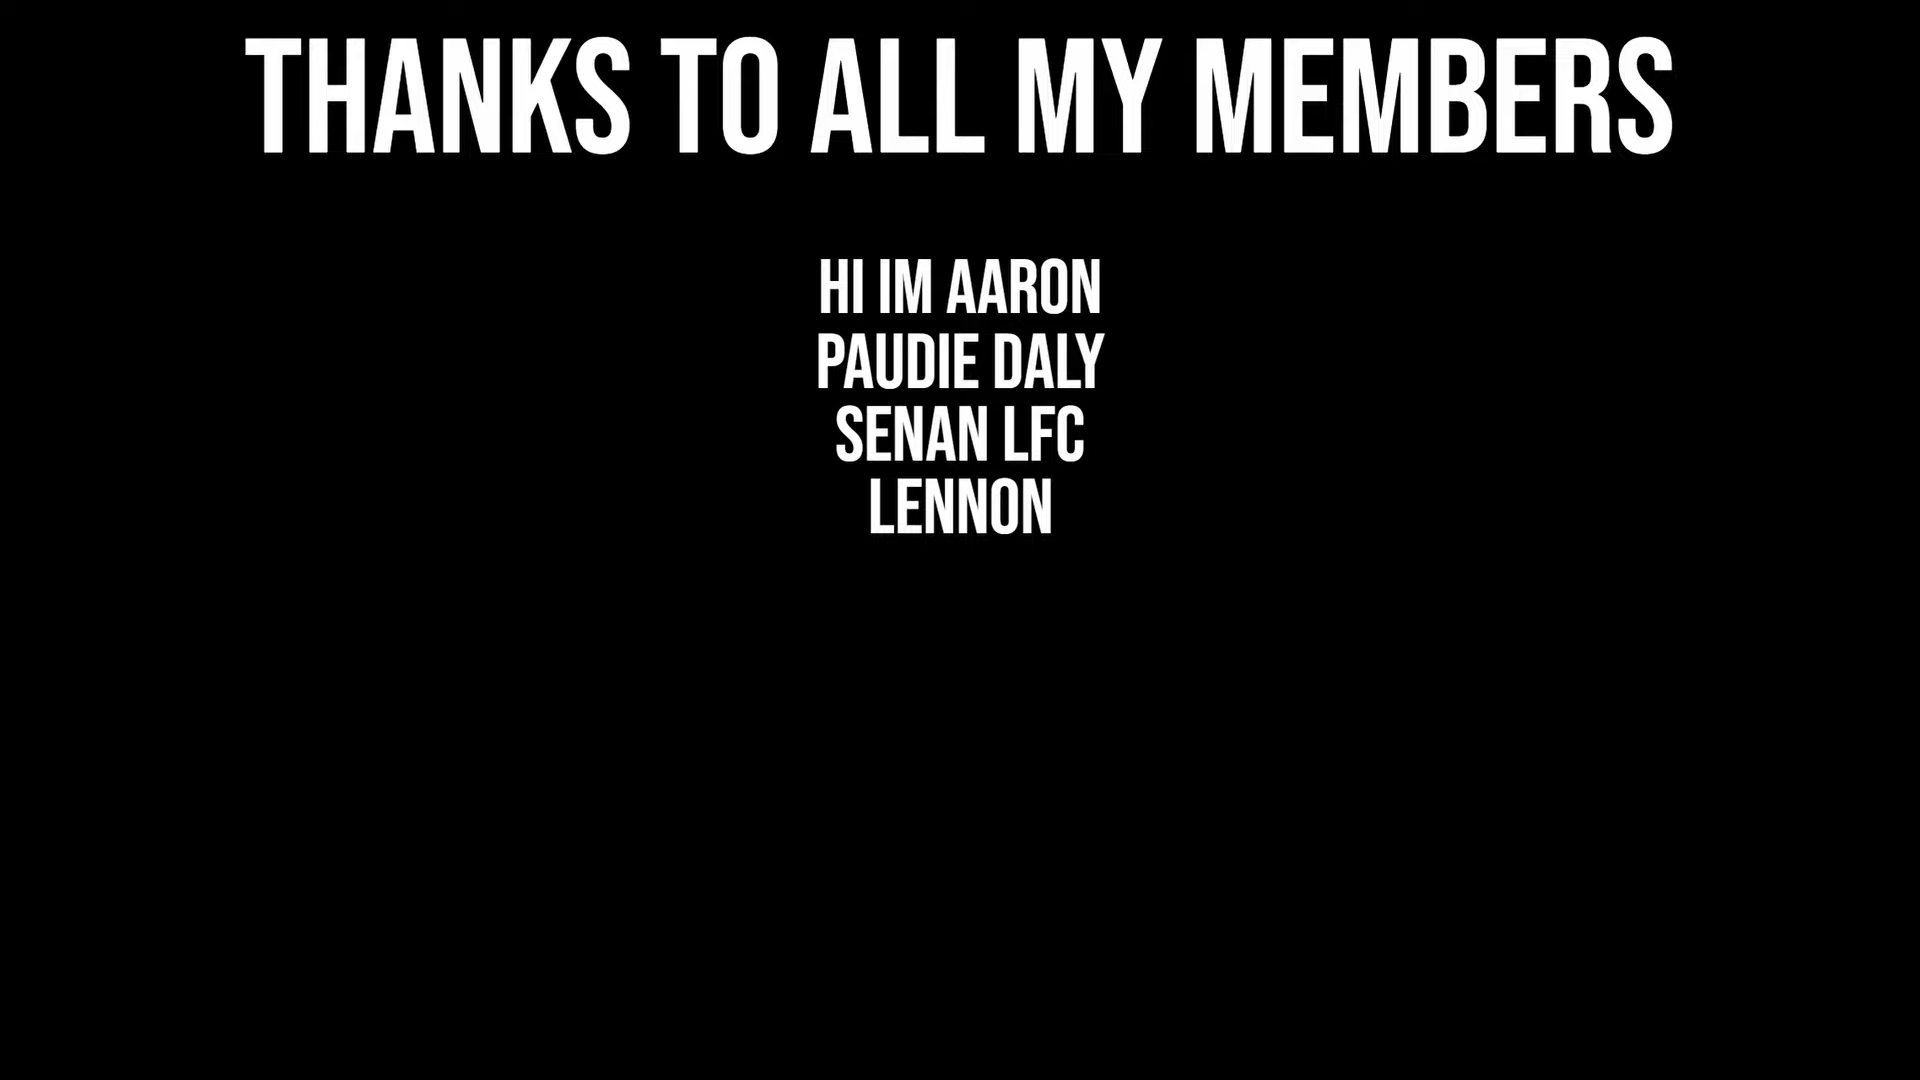 THANKS TO ALL MY MEMBERS
HI IM AARON
PAUDIE DALY
SENAN LFC
LENNON